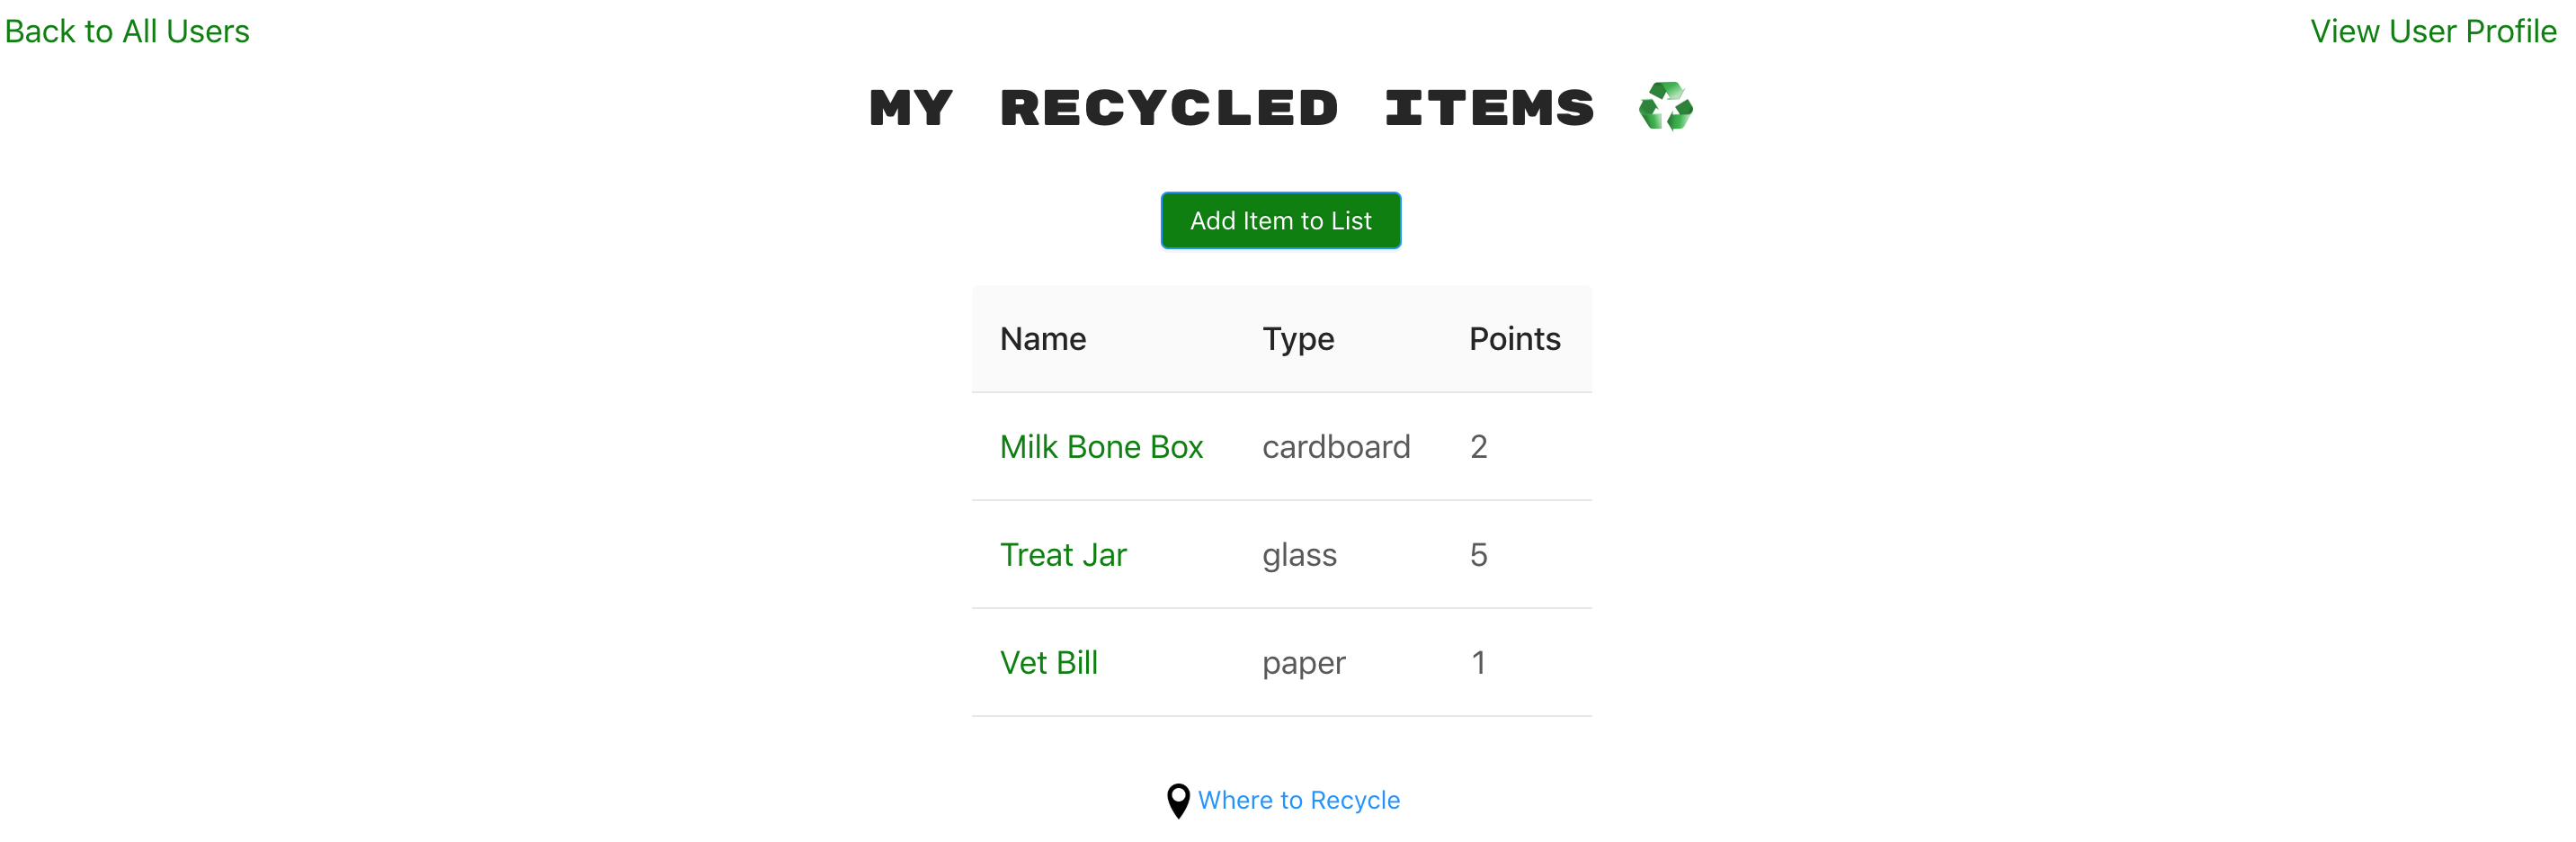 Back to All Users
View User Profile
MY RECYCLED ITEMS ♻️
Add Item to List
Name Type Points
Milk Bone Box cardboard 2
Treat Jar glass 5
Vet Bill paper 1
Where to Recycle